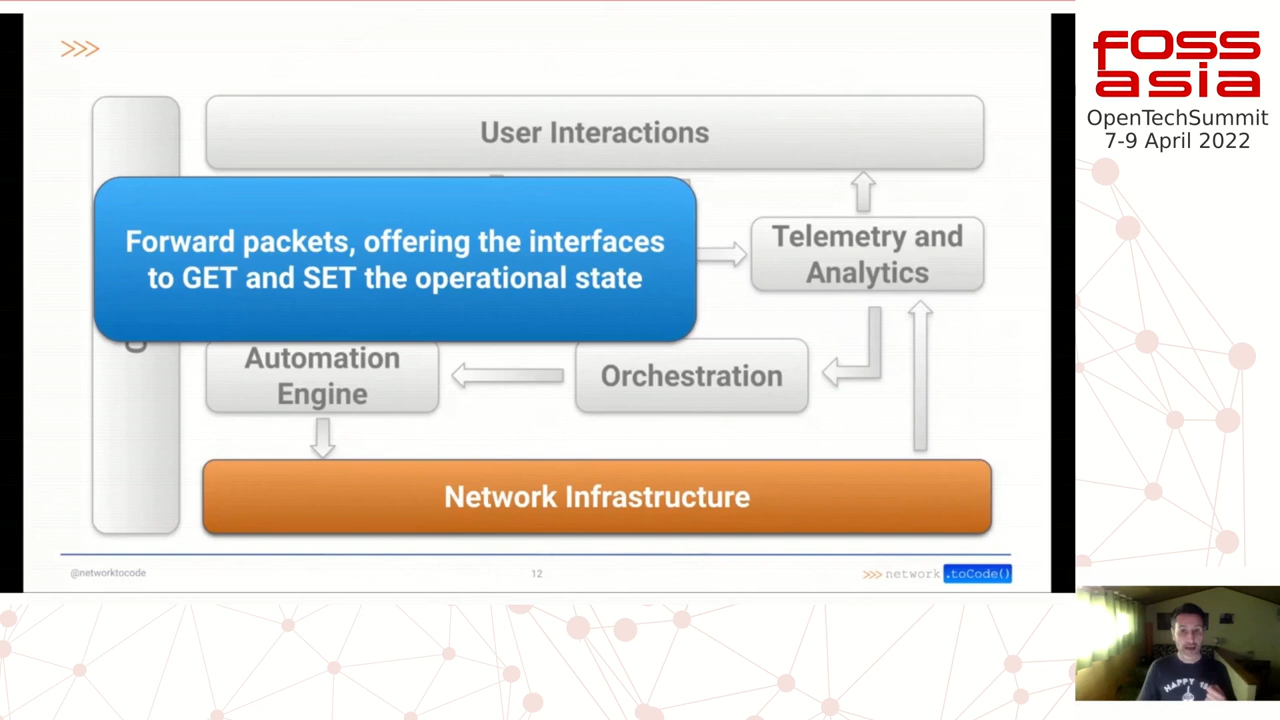 >>>
User Interactions
Forward packets, offering the interfaces
to GET and SET the operational state
Telemetry and
Analytics
Automation
Engine
Orchestration
Network Infrastructure
@networktocode
12
>>> network .toCode()
FOSS
asia
OpenTechSummit
7-9 April 2022
HAPPY